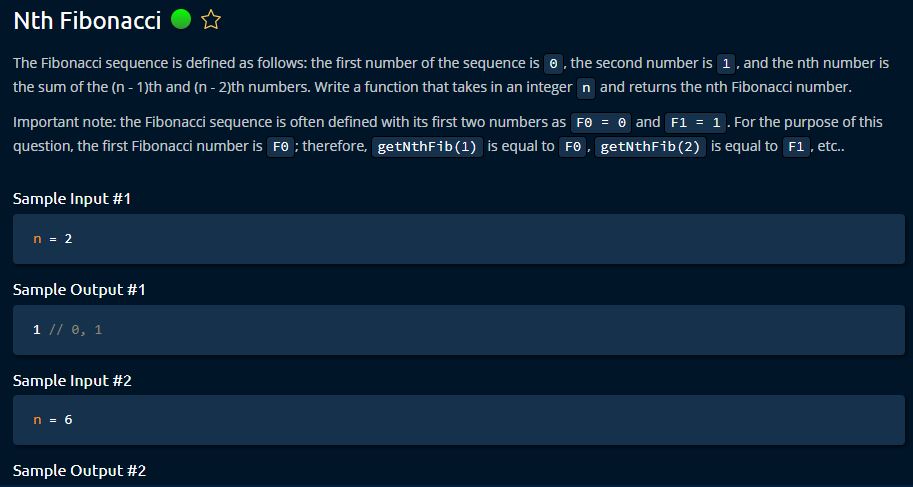 Nth Fibonacci
The Fibonacci sequence is defined as follows: the first number of the sequence is 0, the second number is 1, and the nth number is
the sum of the (n - 1)th and (n - 2)th numbers. Write a function that takes in an integer n and returns the nth Fibonacci number.
Important note: the Fibonacci sequence is often defined with its first two numbers as F0 = 0 and F1 = 1. For the purpose of this
question, the first Fibonacci number is F0; therefore, getNthFib(1) is equal to F0, getNthFib(2) is equal to F1, etc..
Sample Input #1
n = 2
Sample Output #1
1 // 0, 1
Sample Input #2
n = 6
Sample Output #2